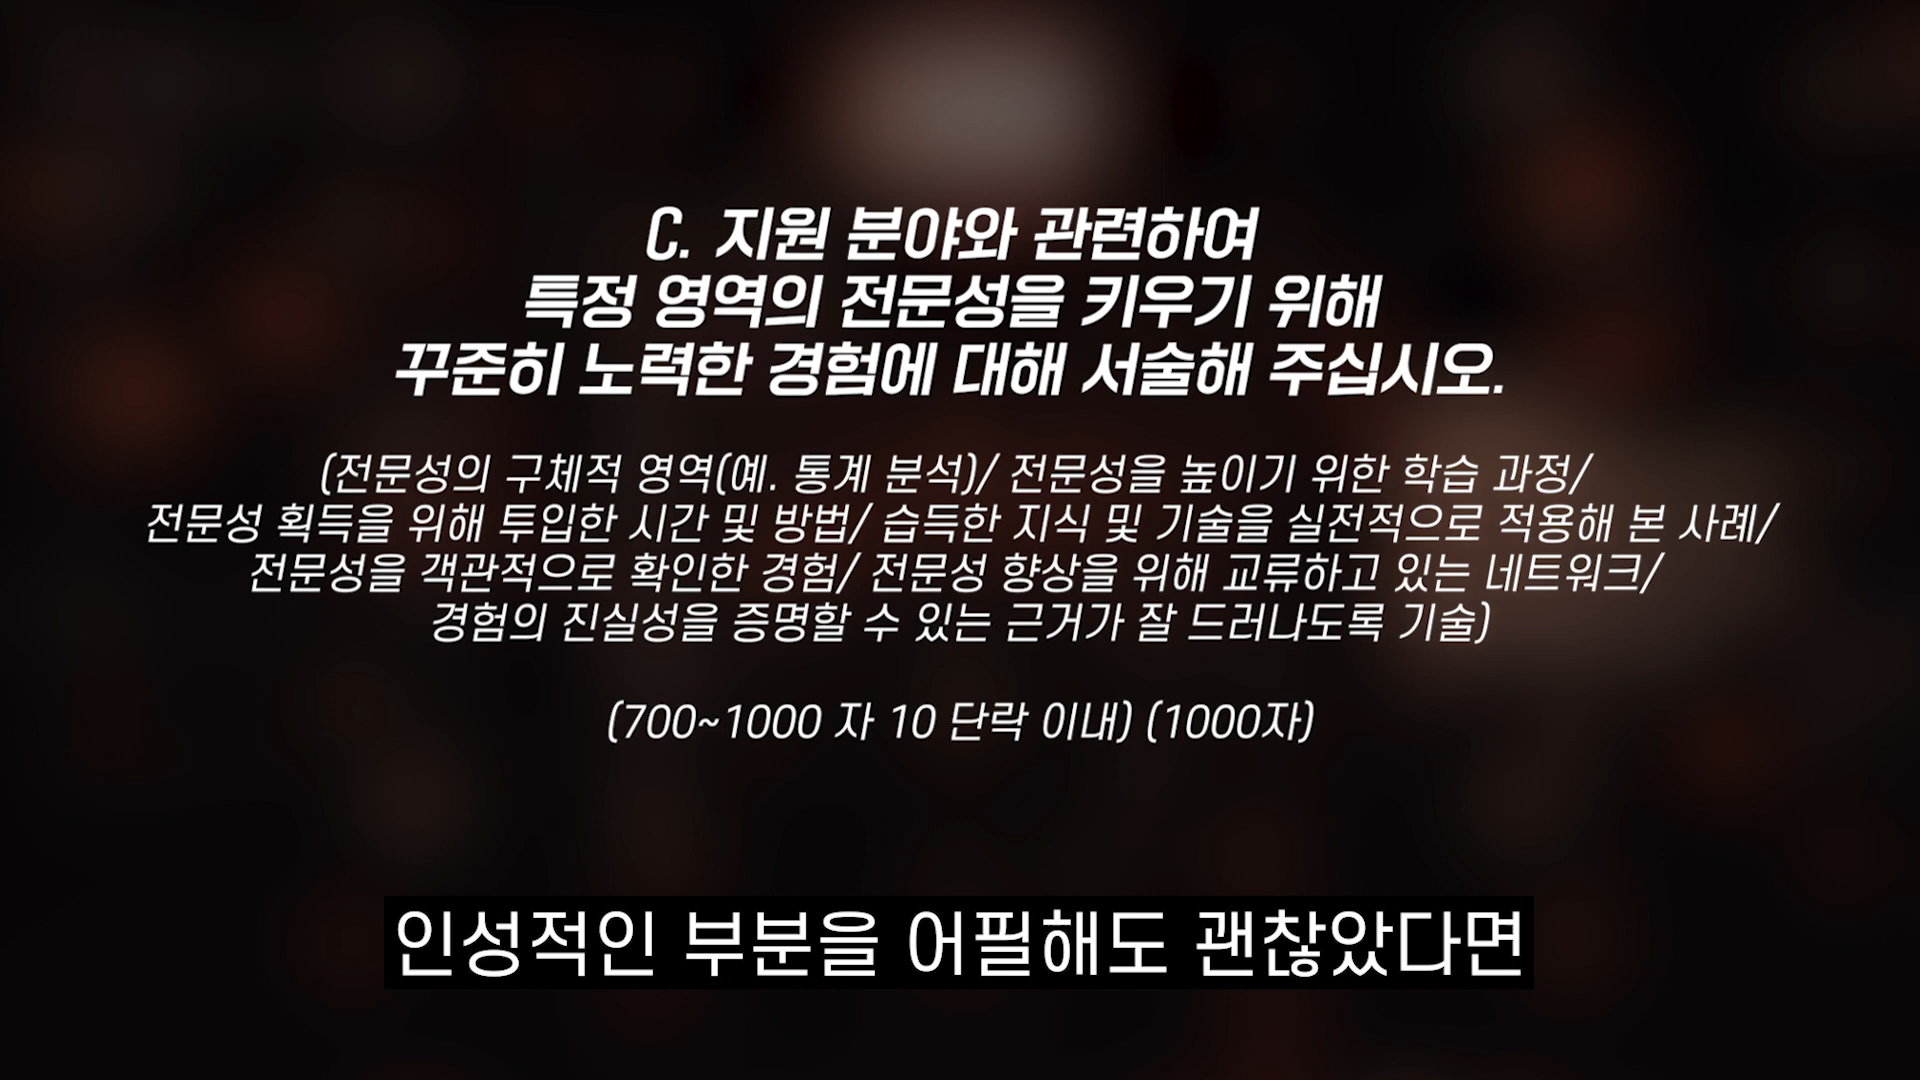 C. 지원 분야와 관련하여
특정 영역의 전문성을 키우기 위해
꾸준히 노력한 경험에 대해 서술해 주십시오.
(전문성의 구체적 영역(예. 통계 분석)/ 전문성을 높이기 위한 학습 과정/
전문성 획득을 위해 투입한 시간 및 방법/ 습득한 지식 및 기술을 실전적으로 적용해 본 사례/
전문성을 객관적으로 확인한 경험/ 전문성 향상을 위해 교류하고 있는 네트워크/
경험의 진실성을 증명할 수 있는 근거가 잘 드러나도록 기술)
(700~1000 자 10 단락 이내) (1000자)
인성적인 부분을 어필해도 괜찮았다면